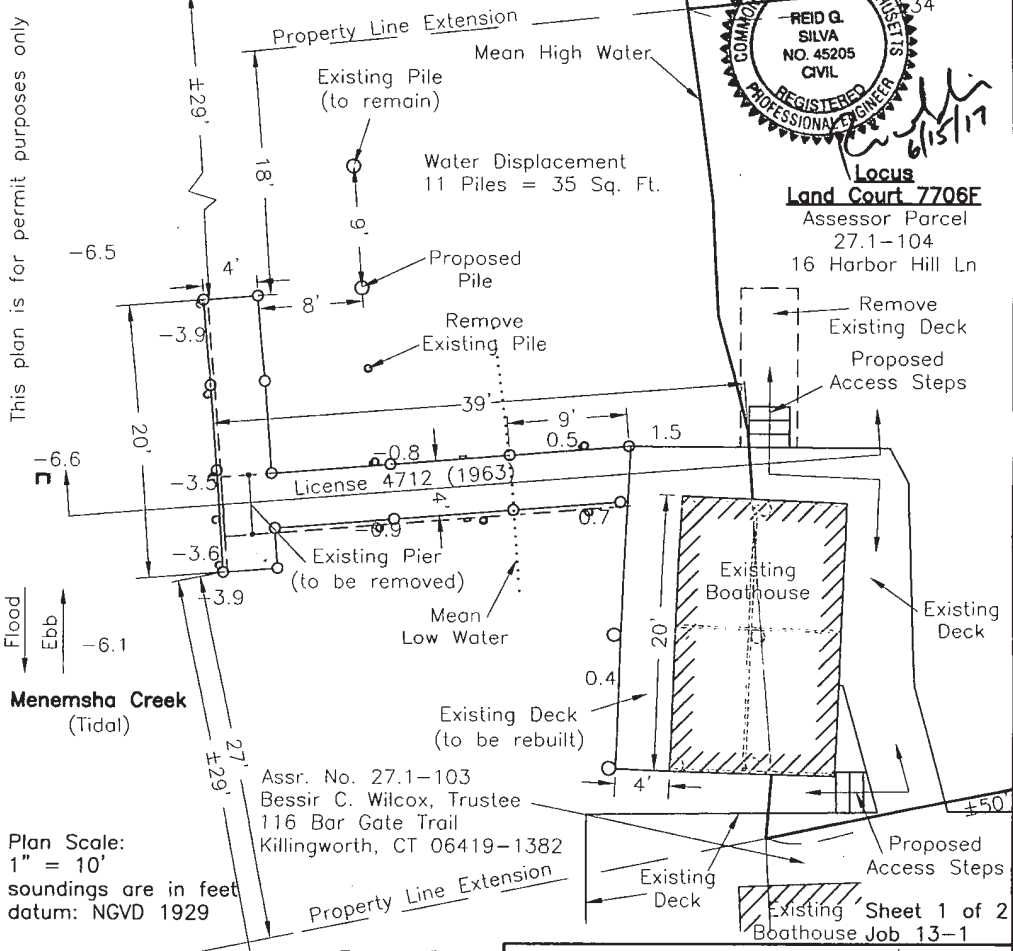 This plan is for permit purposes only
Property Line Extension
Mean High Water
COMMON
HUSETTS
REID G.
SILVA
NO. 45205
CIVIL
REGISTERED
PROFESSIONAL ENGINEER
34
6/15/17
±29'
18'
Existing Pile
(to remain)
9'
Water Displacement
11 Piles = 35 Sq. Ft.
Locus
Land Court 7706F
Assessor Parcel
27.1-104
16 Harbor Hill Ln
-6.5
4'
8'
Proposed
Pile
Remove
Existing Pile
Remove
Existing Deck
Proposed
Access Steps
-3.9
39'
9'
20'
-0.8
0.5
1.5
-6.6
-3.5
License 4712 (1963)
4'
-0.9
0.7
-3.6
-3.9
Existing Pier
(to be removed)
Mean
Low Water
Existing
Boathouse
20'
Existing
Deck
Flood
Ebb
-6.1
0.4
Menemsha Creek
(Tidal)
Existing Deck
(to be rebuilt)
27'
±29'
4'
Assr. No. 27.1-103
Bessir C. Wilcox, Trustee
116 Bar Gate Trail
Killingworth, CT 06419-1382
±50'
Plan Scale:
1" = 10'
soundings are in feet
datum: NGVD 1929
Property Line Extension
Existing
Deck
Proposed
Access Steps
Existing
Boathouse
Sheet 1 of 2
Job 13-1